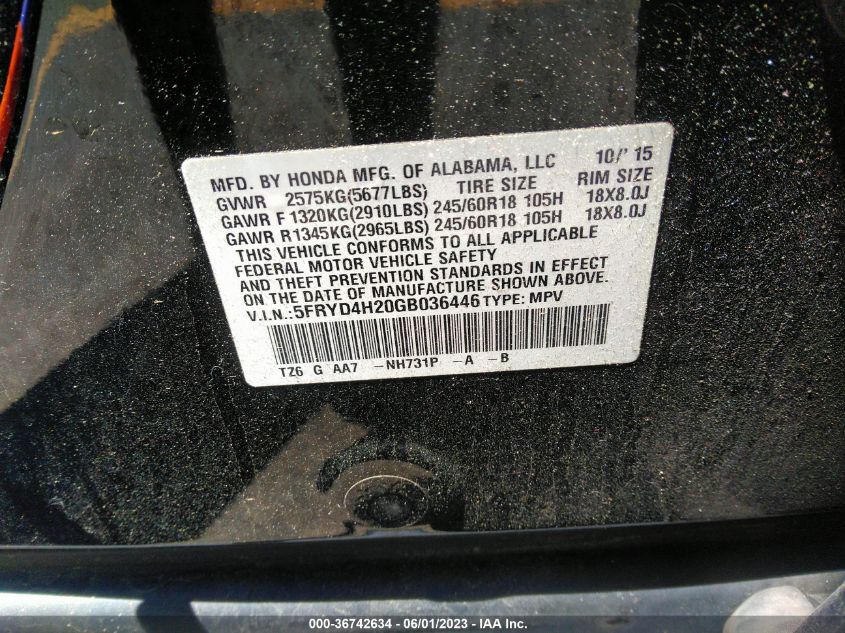 MFD. BY HONDA MFG. OF ALABAMA, LLC 10/' 15
GVWR 2575KG(5677LBS) TIRE SIZE RIM SIZE
GAWR F 1320KG(2910LBS) 245/60R18 105H 18X8.0J
GAWR R 1345KG(2965LBS) 245/60R18 105H 18X8.0J
THIS VEHICLE CONFORMS TO ALL APPLICABLE
FEDERAL MOTOR VEHICLE SAFETY
AND THEFT PREVENTION STANDARDS IN EFFECT
ON THE DATE OF MANUFACTURE SHOWN ABOVE.
V.I.N.:5FRYD4H20GB036446 TYPE: MPV
TZ6 G AA7 -NH731P -A -B
000-36742634 - 06/01/2023 - IAA Inc.